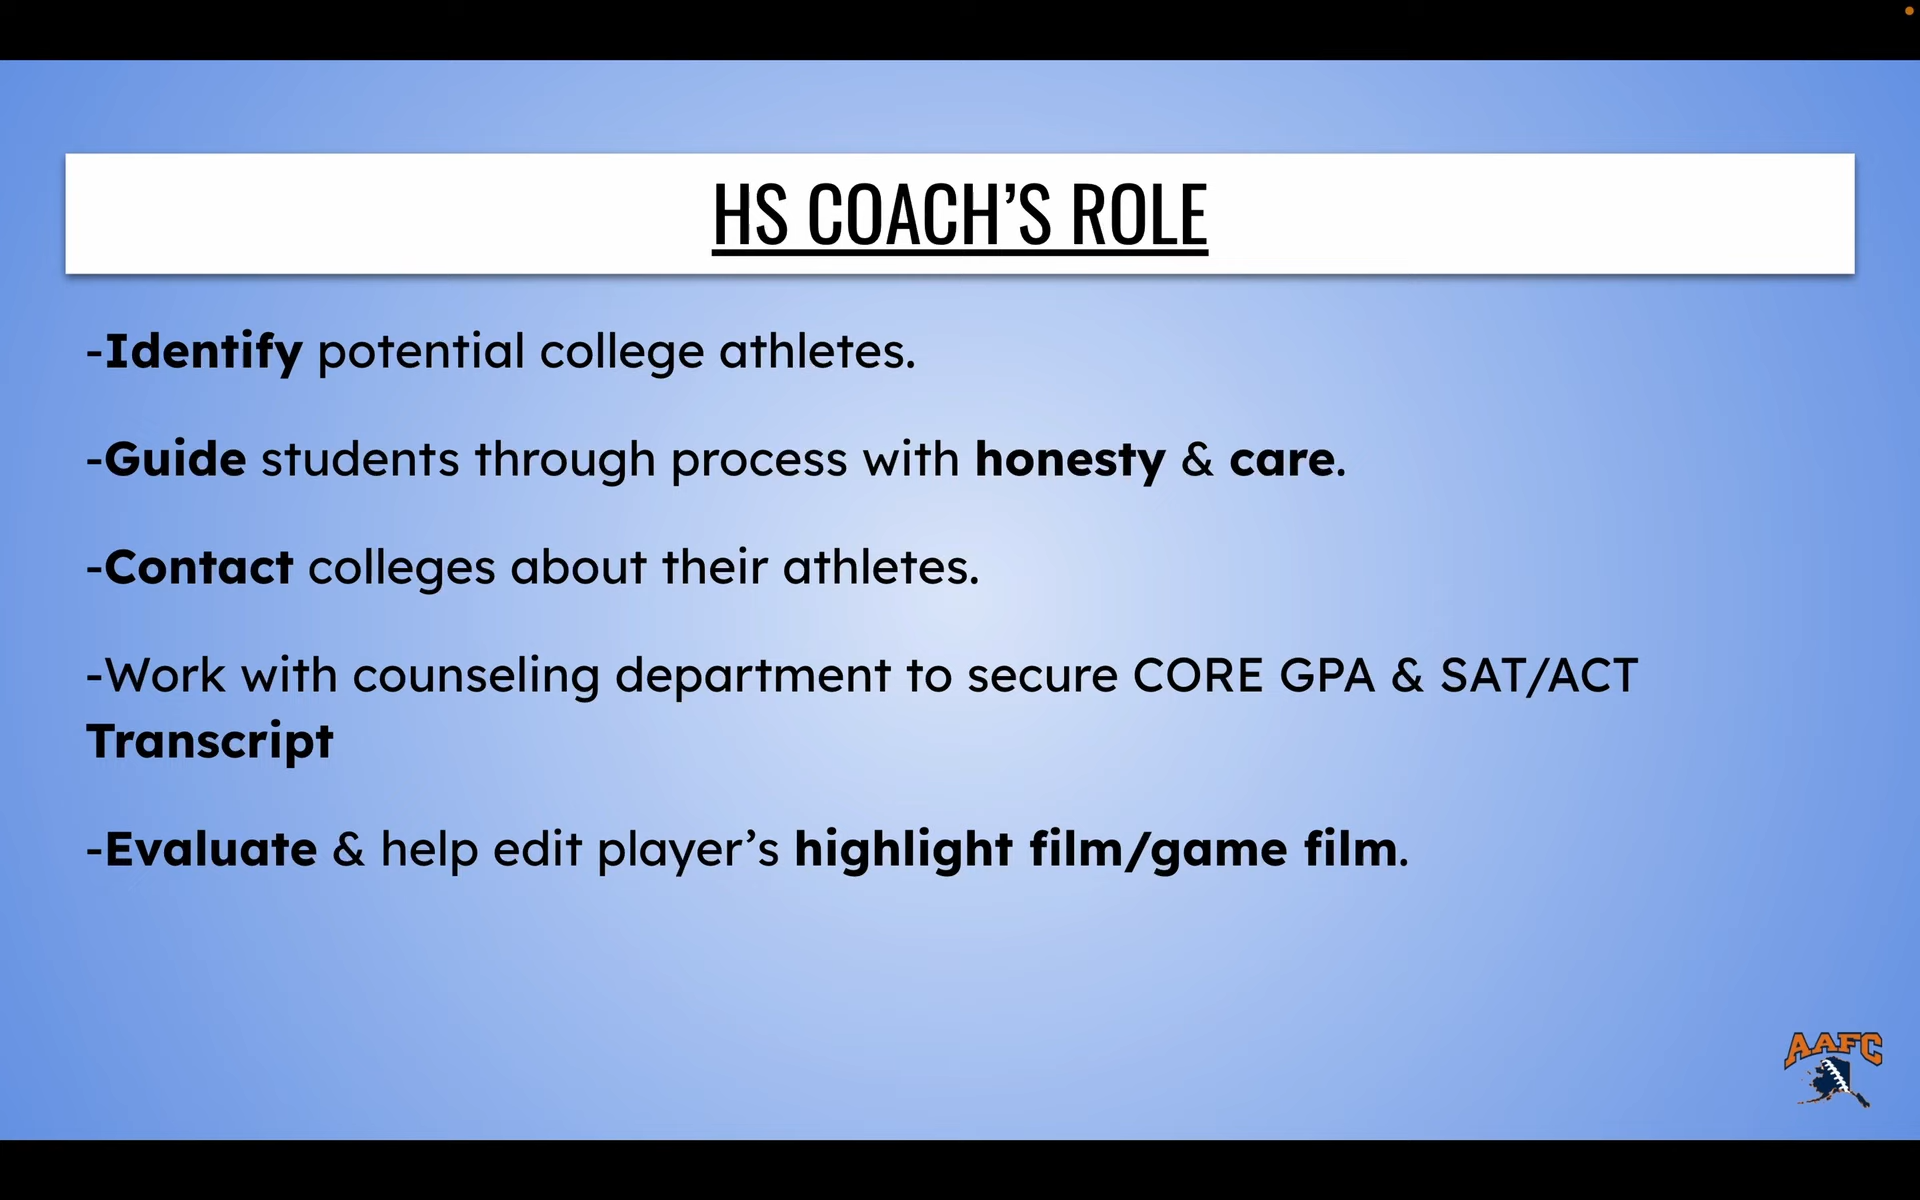 HS COACH’S ROLE
-Identify potential college athletes.
-Guide students through process with honesty & care.
-Contact colleges about their athletes.
-Work with counseling department to secure CORE GPA & SAT/ACT
Transcript
-Evaluate & help edit player’s highlight film/game film.
AAFC